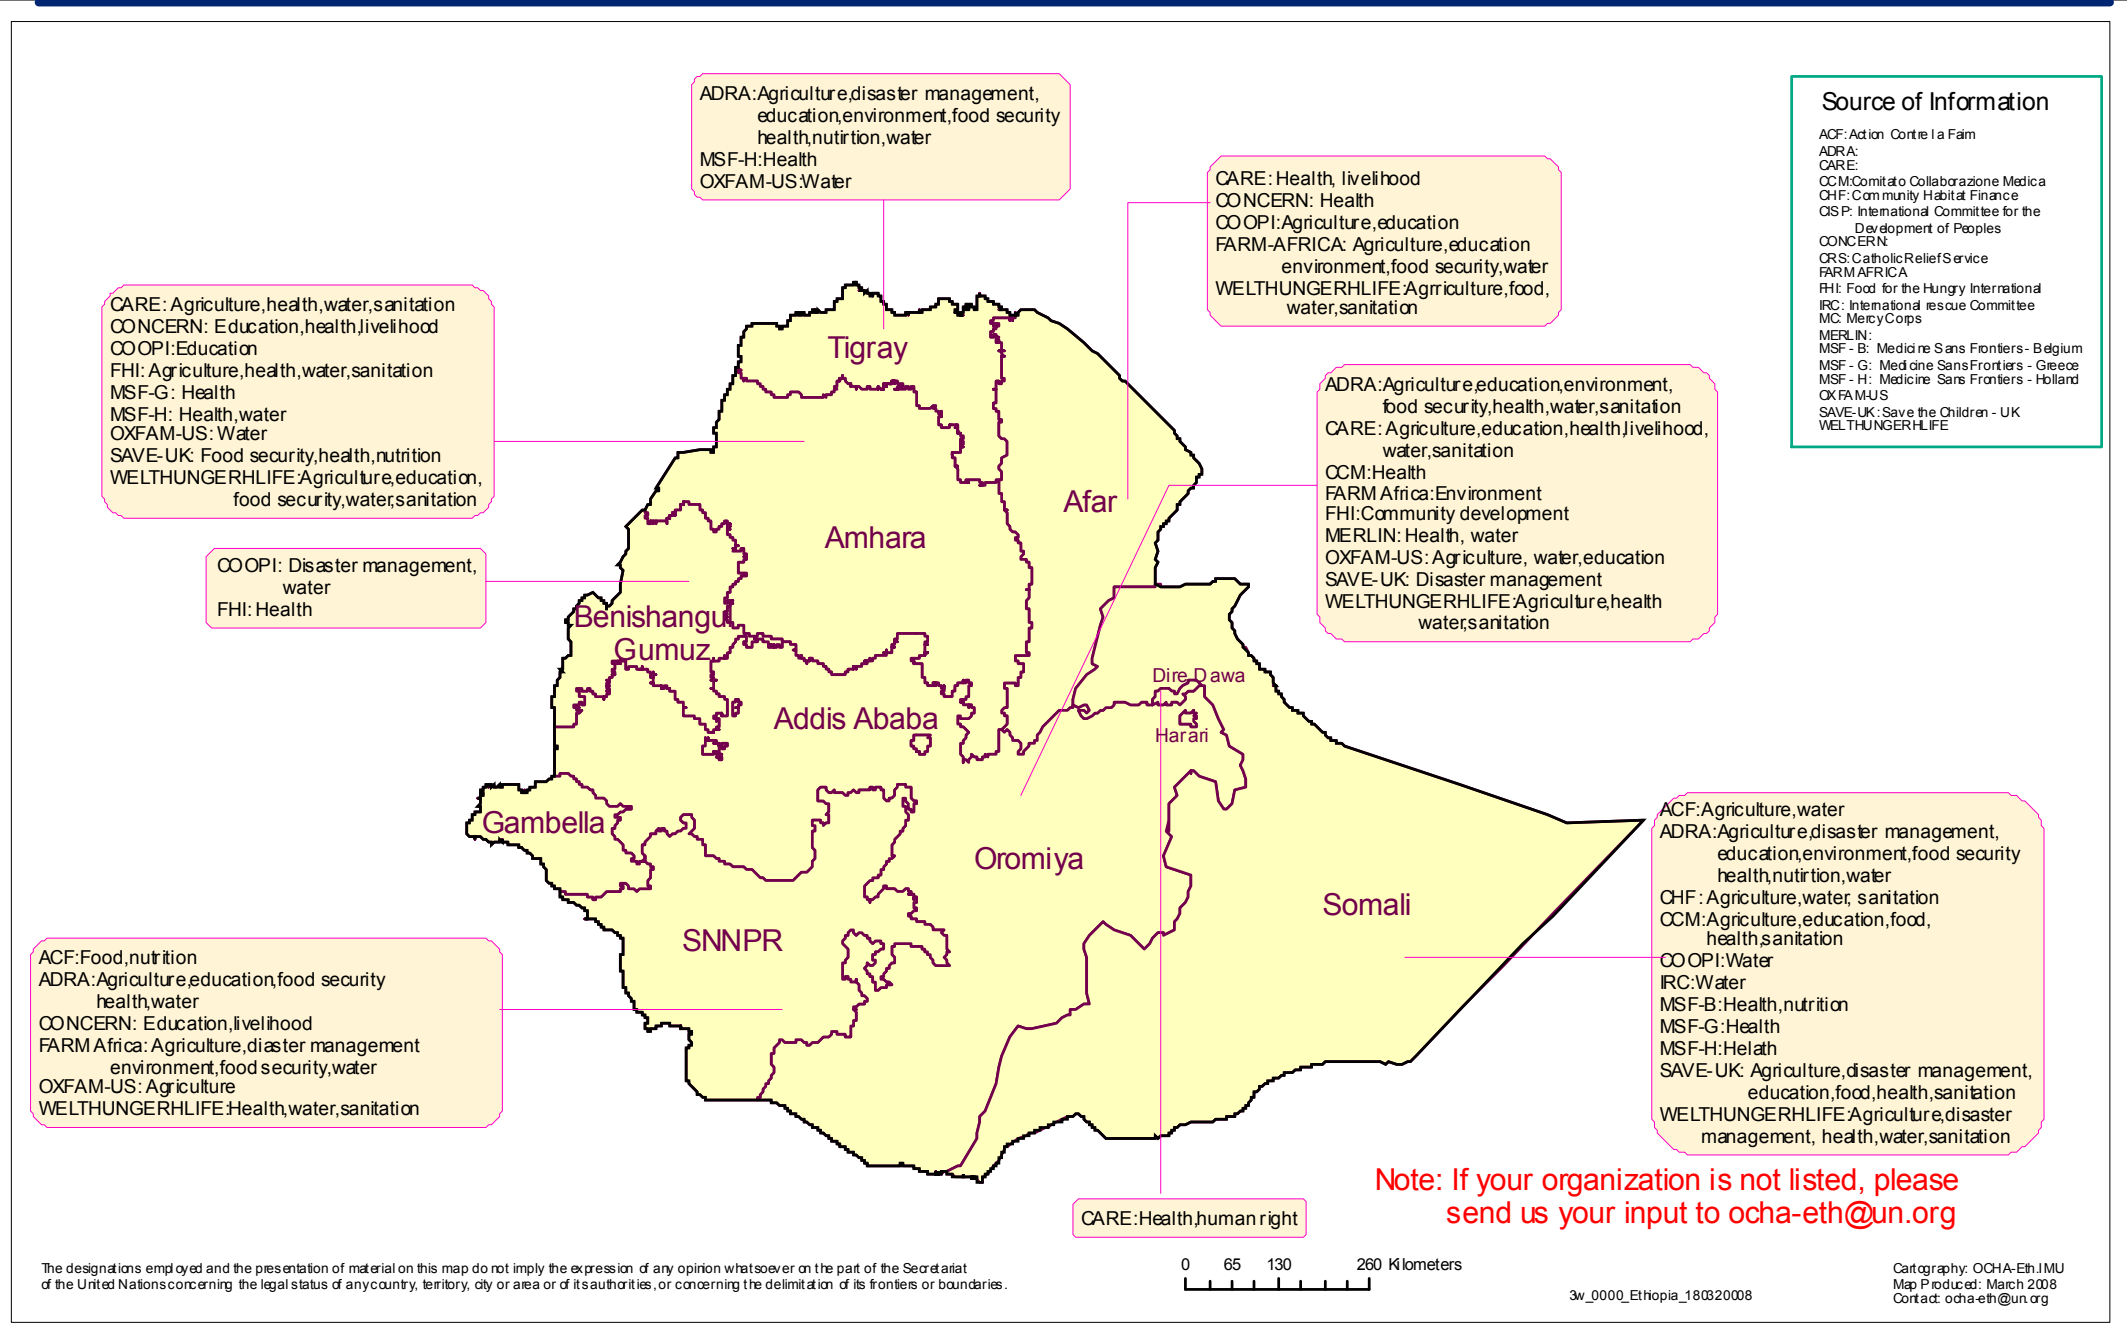 ADRA:Agriculture,disaster management,
education,environment,food security
health,nutirtion,water
MSF-H:Health
OXFAM-US:Water
CARE: Health, livelihood
CONCERN: Health
COOPI:Agriculture,education
FARM-AFRICA: Agriculture,education
environment,food security,water
WELTHUNGERHLIFE:Agrriculture,food,
water,sanitation
Source of Information
ACF: Action Contre la Faim
ADRA:
CARE:
CCM:Comitato Collaborazione Medica
CHF: Community Habitat Finance
CISP: International Committee for the
Development of Peoples
CONCERN:
CRS: Catholic Relief Service
FARM AFRICA
FHI: Food for the Hungry International
IRC: International rescue Committee
MC: Mercy Corps
MERLIN:
MSF - B: Medicine Sans Frontiers - Belgium
MSF - G: Medicine Sans Frontiers - Greece
MSF - H: Medicine Sans Frontiers - Holland
OXFAM-US
SAVE-UK: Save the Children - UK
WELTHUNGERHLIFE
CARE: Agriculture,health,water,sanitation
CONCERN: Education,health,livelihood
COOPI:Education
FHI: Agriculture,health,water,sanitation
MSF-G: Health
MSF-H: Health,water
OXFAM-US: Water
SAVE-UK: Food security,health,nutrition
WELTHUNGERHLIFE:Agriculture,education,
food security,water,sanitation
ADRA:Agriculture,education,environment,
food security,health,water,sanitation
CARE: Agriculture,education,health,livelihood,
water,sanitation
CCM:Health
FARM Africa:Environment
FHI:Community development
MERLIN: Health, water
OXFAM-US: Agriculture, water,education
SAVE-UK: Disaster management
WELTHUNGERHLIFE:Agriculture,health
water,sanitation
COOPI: Disaster management,
water
FHI: Health
Tigray
Afar
Amhara
Benishangu
Gumuz
Dire Dawa
Addis Ababa
Harari
Gambella
Oromiya
Somali
SNNPR
ACF:Agriculture,water
ADRA:Agriculture,disaster management,
education,environment,food security
health,nutirtion,water
CHF: Agriculture,water, sanitation
CCM:Agriculture,education,food,
health,sanitation
COOPI:Water
IRC:Water
MSF-B:Health,nutrition
MSF-G:Health
MSF-H:Helath
SAVE-UK: Agriculture,disaster management,
education,food,health,sanitation
WELTHUNGERHLIFE:Agriculture,disaster
management, health,water,sanitation
ACF:Food,nutrition
ADRA:Agriculture,education,food security
health,water
CONCERN: Education,livelihood
FARM Africa: Agriculture,diaster management
environment,food security,water
OXFAM-US: Agriculture
WELTHUNGERHLIFE:Health,water,sanitation
CARE:Health,human right
Note: If your organization is not listed, please
send us your input to ocha-eth@un.org
The designations employed and the presentation of material on this map do not imply the expression of any opinion whatsoever on the part of the Secretariat
of the United Nations concerning the legal status of any country, territory, city or area or of its authorities, or concerning the delimitation of its frontiers or boundaries.
0 65 130 260 Kilometers
3w_0000_Ethiopia_180320008
Cartography: OCHA-Eth.IMU
Map Produced: March 2008
Contact: ocha-eth@un.org